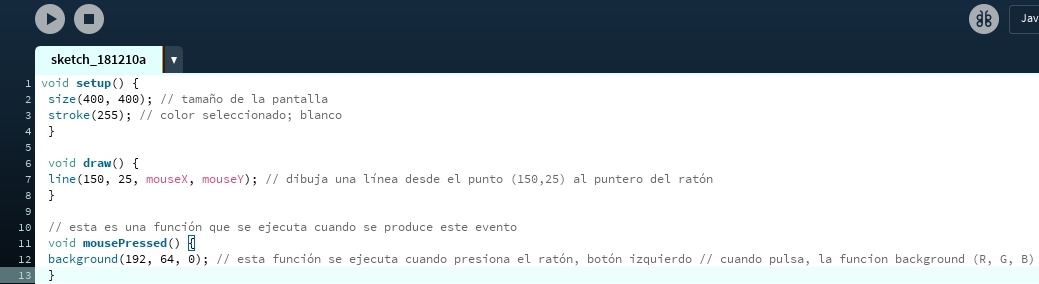 Jav
sketch_181210a
1 void setup() {
2 size(400, 400); // tamaño de la pantalla
3 stroke(255); // color seleccionado; blanco
4 }
5
6 void draw() {
7 line(150, 25, mouseX, mouseY); // dibuja una línea desde el punto (150,25) al puntero del ratón
8 }
9
10 // esta es una función que se ejecuta cuando se produce este evento
11 void mousePressed() {
12 background(192, 64, 0); // esta función se ejecuta cuando presiona el ratón, botón izquierdo // cuando pulsa, la funcion background (R, G, B)
13 }